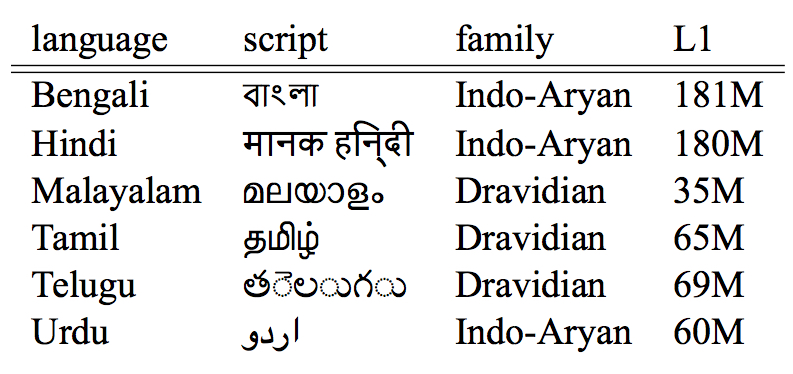 language script family L1
Bengali বাংলা Indo-Aryan 181M
Hindi मानक हिन्दी Indo-Aryan 180M
Malayalam മലയാളം Dravidian 35M
Tamil தமிழ் Dravidian 65M
Telugu తెలుగు Dravidian 69M
Urdu اردو Indo-Aryan 60M